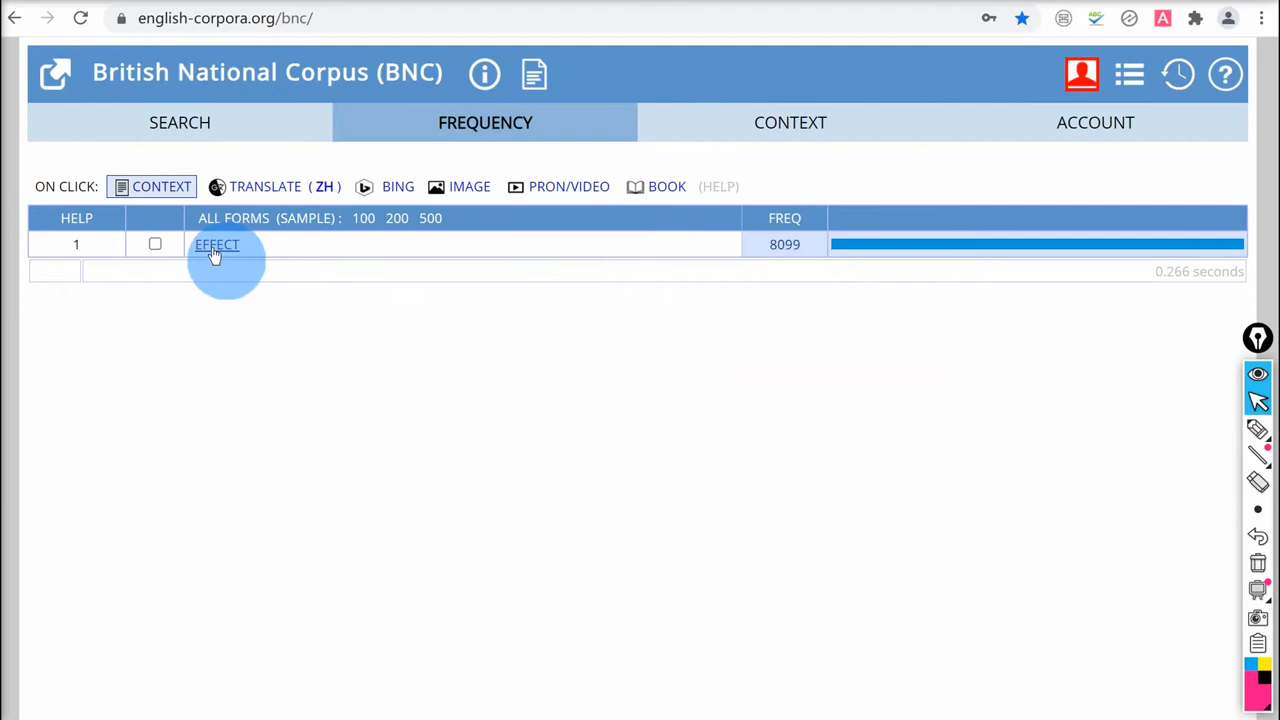 english-corpora.org/bnc/
ABC
A
British National Corpus (BNC)
SEARCH FREQUENCY CONTEXT ACCOUNT
ON CLICK: CONTEXT TRANSLATE ( ZH ) BING IMAGE PRON/VIDEO BOOK (HELP)
HELP ALL FORMS (SAMPLE) : 100 200 500 FREQ
1 EFFECT 8099
0.266 seconds